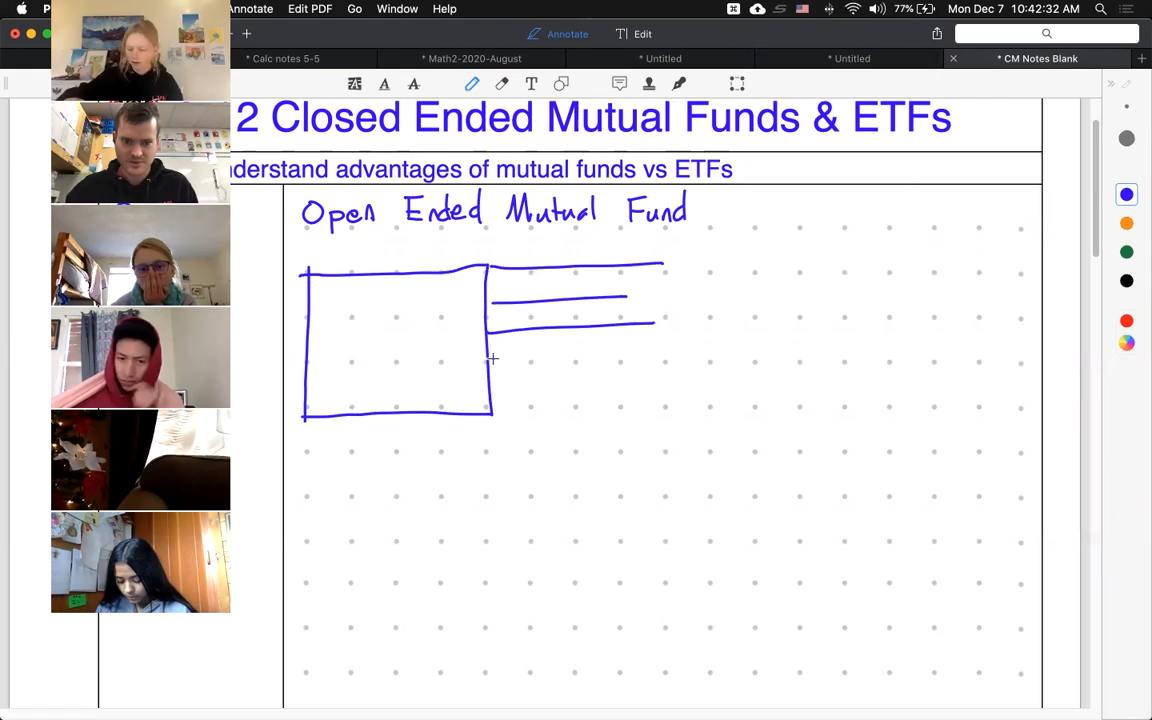 P
Annotate
Edit PDF
Go
Window
Help
77%
Mon Dec 7
10:42:32 AM
Annotate
Edit
* Calc notes 5-5
* Math2-2020-August
* Untitled
* Untitled
* CM Notes Blank
2 Closed Ended Mutual Funds & ETFs
nderstand advantages of mutual funds vs ETFs
Open Ended Mutual Fund